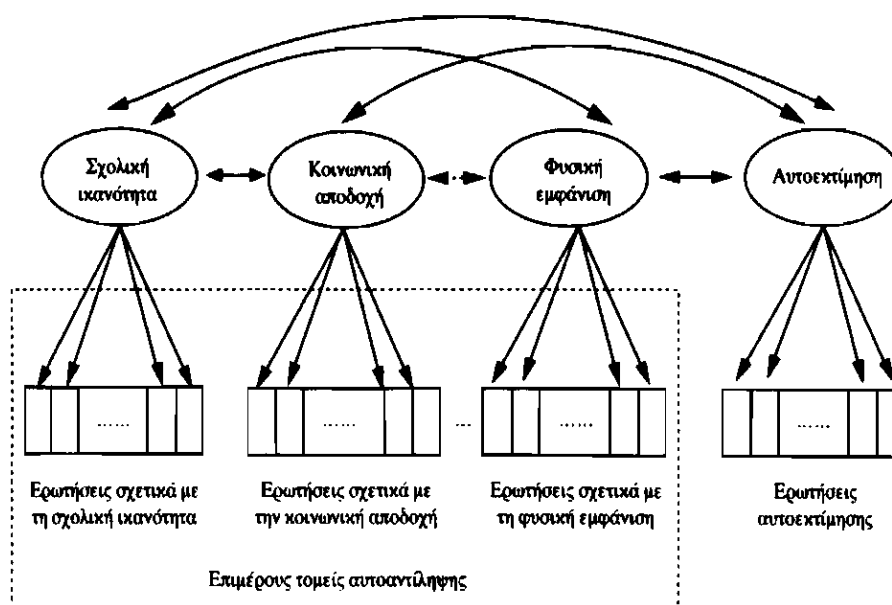 Σχολική
ικανότητα
Κοινωνική
αποδοχή
Φυσική
εμφάνιση
Αυτοεκτίμηση
......
......
...
......
......
Ερωτήσεις σχετικά με
τη σχολική ικανότητα
Ερωτήσεις σχετικά με
την κοινωνική αποδοχή
Ερωτήσεις σχετικά με
τη φυσική εμφάνιση
Ερωτήσεις
αυτοεκτίμησης
Επιμέρους τομείς αυτοαντίληψης